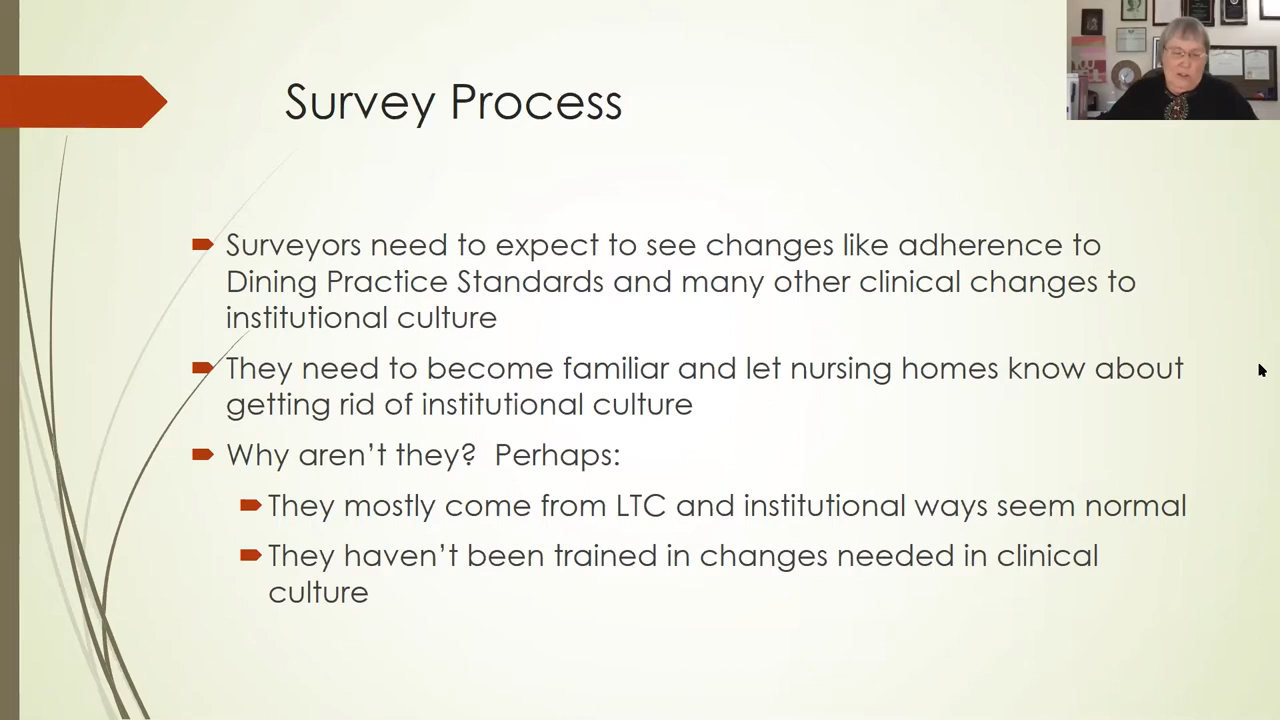 Survey Process
Surveyors need to expect to see changes like adherence to
Dining Practice Standards and many other clinical changes to
institutional culture
They need to become familiar and let nursing homes know about
getting rid of institutional culture
Why aren’t they?  Perhaps:
They mostly come from LTC and institutional ways seem normal
They haven’t been trained in changes needed in clinical
culture